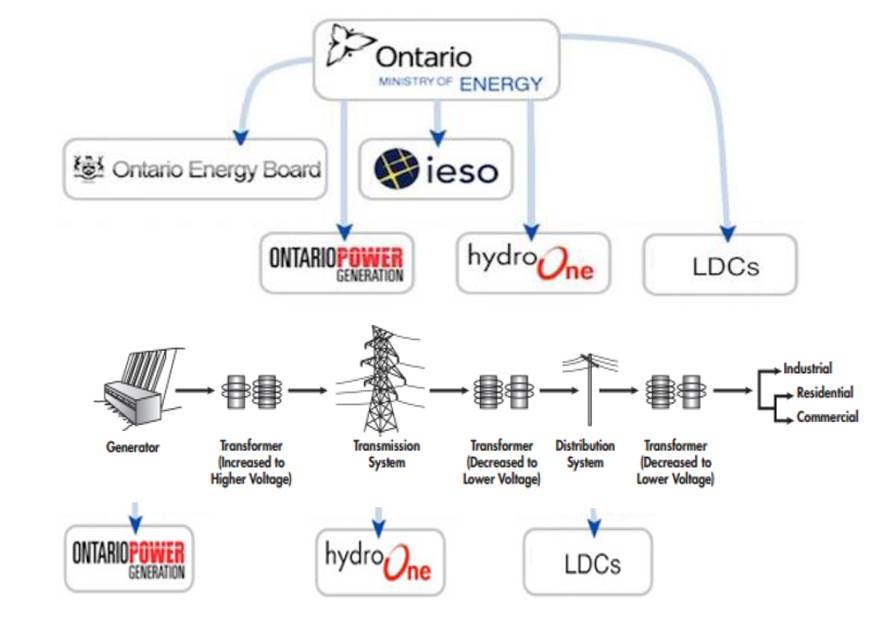 Ontario
MINISTRY OF ENERGY
Ontario Energy Board
ieso
ONTARIOPOWER
GENERATION
hydroOne
LDCs
Generator
Transformer
(Increased to
Higher Voltage)
Transmission
System
Transformer
(Decreased to
Lower Voltage)
Distribution
System
Transformer
(Decreased to
Lower Voltage)
Industrial
Residential
Commercial
ONTARIOPOWER
GENERATION
hydroOne
LDCs